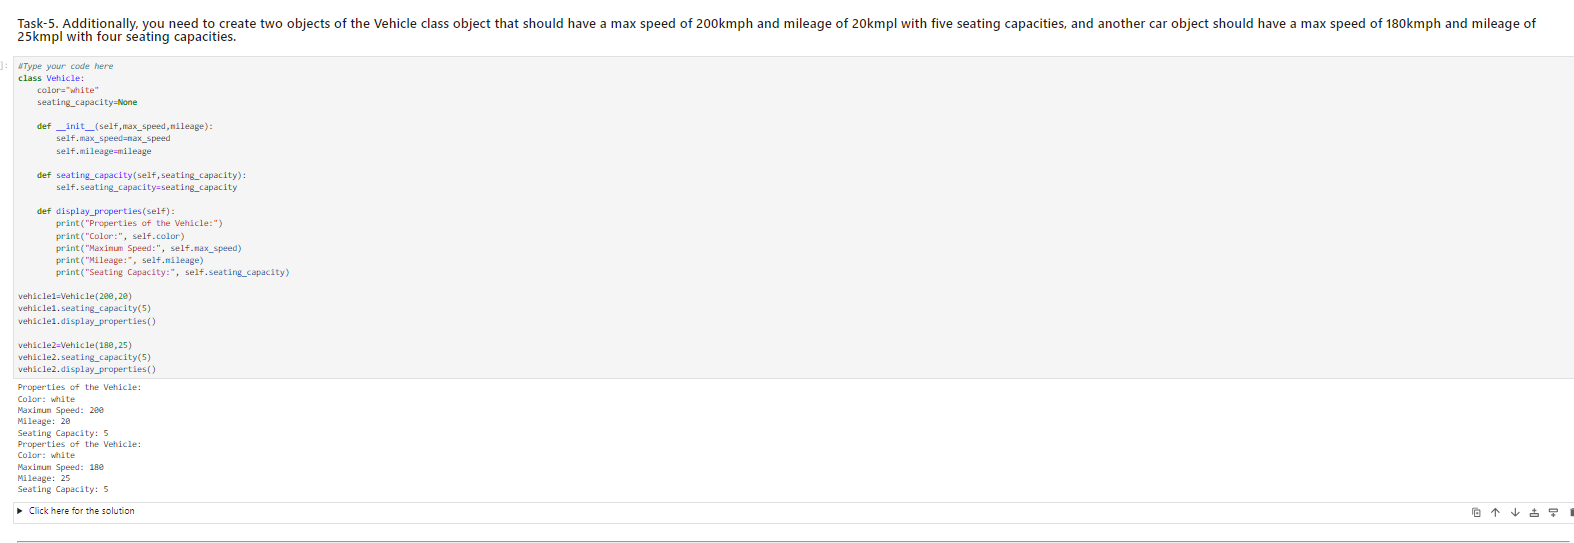 Task-5. Additionally, you need to create two objects of the Vehicle class object that should have a max speed of 200kmph and mileage of 20kmpl with five seating capacities, and another car object should have a max speed of 180kmph and mileage of
25kmpl with four seating capacities.
]: #Type your code here
class Vehicle:
    color="white"
    seating_capacity=None
    def __init__(self,max_speed,mileage):
        self.max_speed=max_speed
        self.mileage=mileage
    def seating_capacity(self,seating_capacity):
        self.seating_capacity=seating_capacity
    def display_properties(self):
        print("Properties of the Vehicle:")
        print("Color:", self.color)
        print("Maximum Speed:", self.max_speed)
        print("Mileage:", self.mileage)
        print("Seating Capacity:", self.seating_capacity)
vehicle1=Vehicle(200,20)
vehicle1.seating_capacity(5)
vehicle1.display_properties()
vehicle2=Vehicle(180,25)
vehicle2.seating_capacity(5)
vehicle2.display_properties()
Properties of the Vehicle:
Color: white
Maximum Speed: 200
Mileage: 20
Seating Capacity: 5
Properties of the Vehicle:
Color: white
Maximum Speed: 180
Mileage: 25
Seating Capacity: 5
Click here for the solution